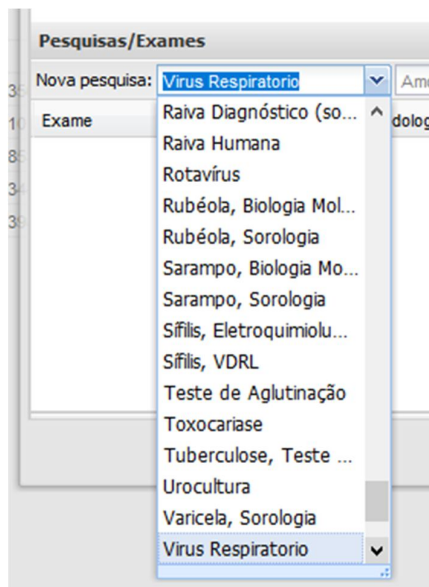 Pesquisas/Exames
Nova pesquisa: Virus Respiratorio
Exame
Raiva Diagnóstico (so...
Raiva Humana
Rotavírus
Rubéola, Biologia Mol...
Rubéola, Sorologia
Sarampo, Biologia Mo...
Sarampo, Sorologia
Sífilis, Eletroquimiolu...
Sífilis, VDRL
Teste de Aglutinação
Toxocariase
Tuberculose, Teste ...
Urocultura
Varicela, Sorologia
Virus Respiratorio